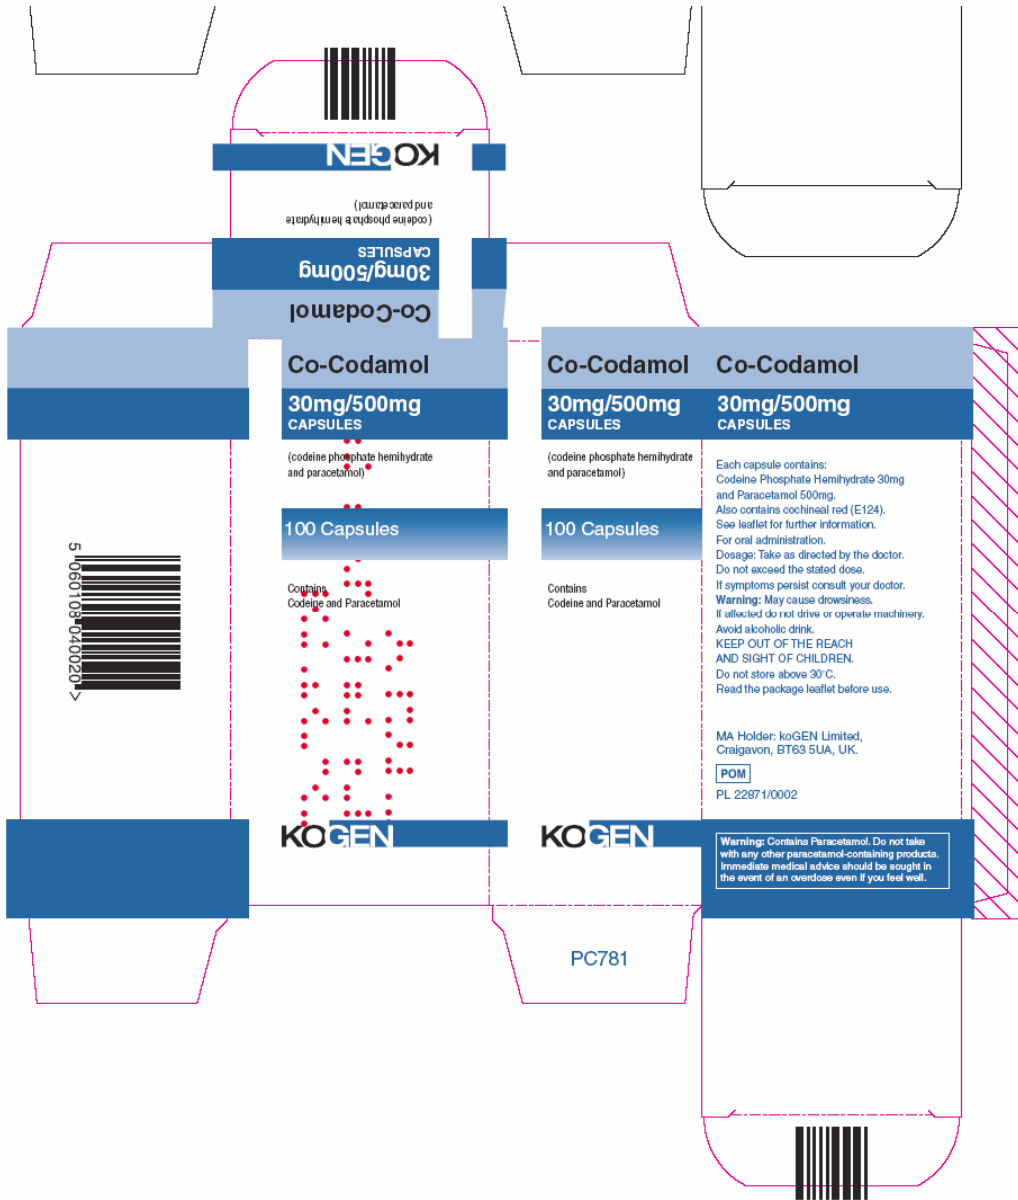 KOGEN
(codeine phosphate hemihydrate
and paracetamol)
30mg/500mg
CAPSULES
Co-Codamol
5 060108 040020 >
Co-Codamol
30mg/500mg
CAPSULES
(codeine phosphate hemihydrate
and paracetamol)
100 Capsules
Contains
Codeine and Paracetamol
KOGEN
Co-Codamol
30mg/500mg
CAPSULES
(codeine phosphate hemihydrate
and paracetamol)
100 Capsules
Contains
Codeine and Paracetamol
KOGEN
Co-Codamol
30mg/500mg
CAPSULES
Each capsule contains:
Codeine Phosphate Hemihydrate 30mg
and Paracetamol 500mg.
Also contains cochineal red (E124).
See leaflet for further information.
For oral administration.
Dosage: Take as directed by the doctor.
Do not exceed the stated dose.
If symptoms persist consult your doctor.
Warning: May cause drowsiness.
If affected do not drive or operate machinery.
Avoid alcoholic drink.
KEEP OUT OF THE REACH
AND SIGHT OF CHILDREN.
Do not store above 30°C.
Read the package leaflet before use.
MA Holder: koGEN Limited,
Craigavon, BT63 5UA, UK.
POM
PL 22871/0002
Warning: Contains Paracetamol. Do not take
with any other paracetamol-containing products.
Immediate medical advice should be sought in
the event of an overdose even if you feel well.
PC781